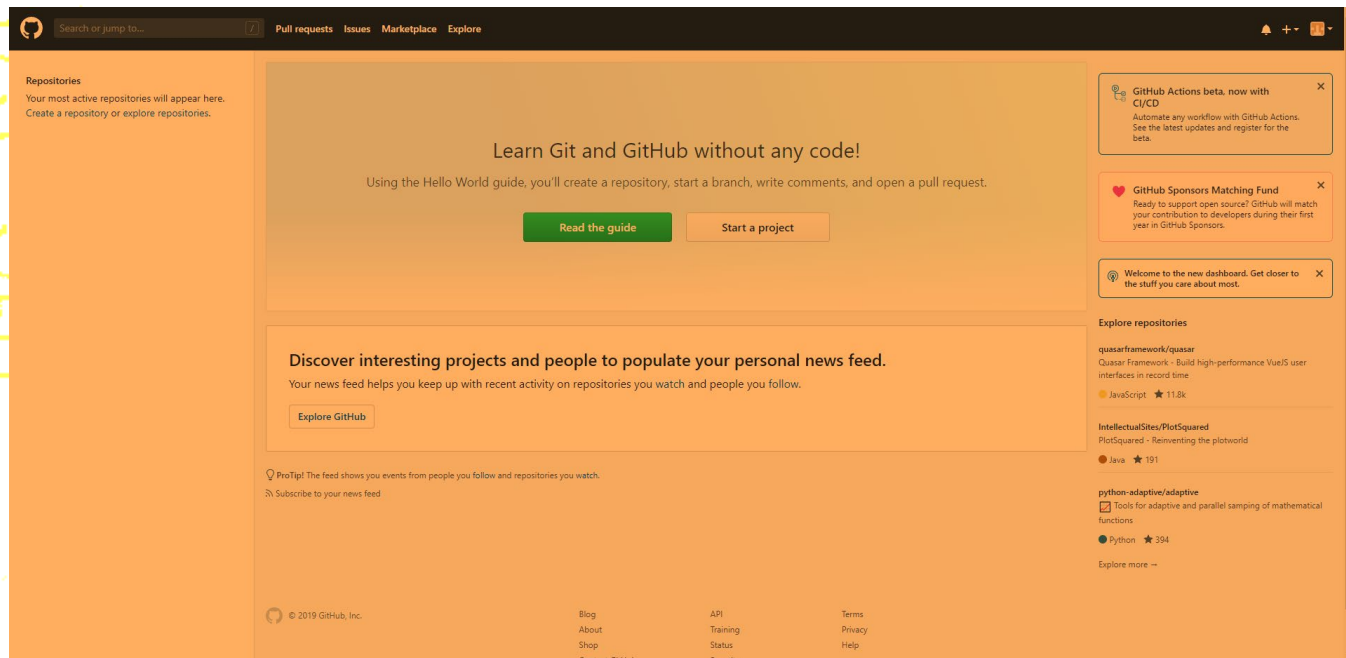 Search or jump to... /
Pull requests Issues Marketplace Explore
Repositories
Your most active repositories will appear here.
Create a repository or explore repositories.
Learn Git and GitHub without any code!
Using the Hello World guide, you'll create a repository, start a branch, write comments, and open a pull request.
Read the guide
Start a project
Discover interesting projects and people to populate your personal news feed.
Your news feed helps you keep up with recent activity on repositories you watch and people you follow.
Explore GitHub
ProTip! The feed shows you events from people you follow and repositories you watch.
Subscribe to your news feed
GitHub Actions beta, now with
CI/CD
Automate any workflow with GitHub Actions.
See the latest updates and register for the
beta.
GitHub Sponsors Matching Fund
Ready to support open source? GitHub will match
your contribution to developers during their first
year in GitHub Sponsors.
Welcome to the new dashboard. Get closer to
the stuff you care about most.
Explore repositories
quasarframework/quasar
Quasar Framework - Build high-performance VueJS user
interfaces in record time
JavaScript ★ 11.8k
IntellectualSites/PlotSquared
PlotSquared - Reinventing the plotworld
Java ★ 191
python-adaptive/adaptive
Tools for adaptive and parallel samping of mathematical
functions
Python ★ 394
Explore more →
© 2019 GitHub, Inc.
Blog
About
Shop
API
Training
Status
Terms
Privacy
Help